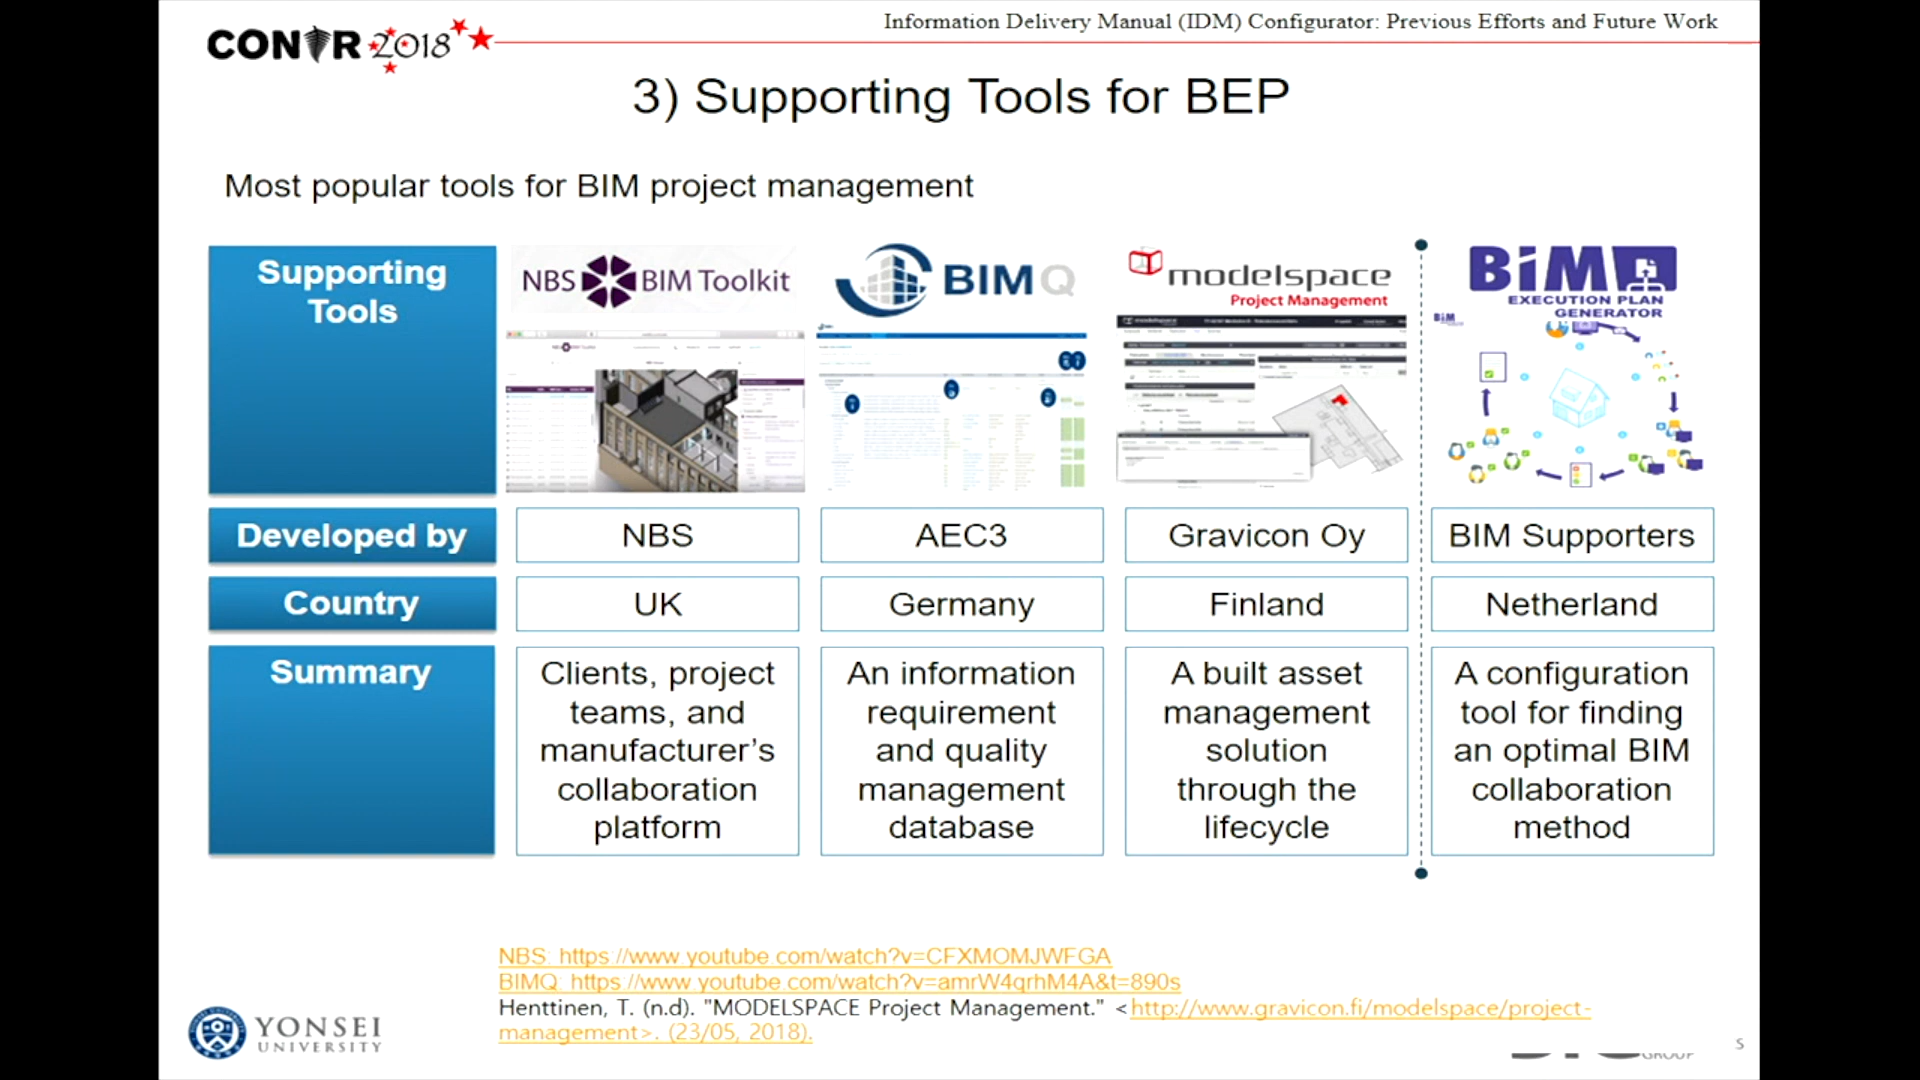 CONVR 2018
Information Delivery Manual (IDM) Configurator: Previous Efforts and Future Work
3) Supporting Tools for BEP
Most popular tools for BIM project management
Supporting
Tools
NBS BIM Toolkit
BIMQ
modelspace
Project Management
BiM
EXECUTION PLAN
GENERATOR
Developed by
NBS
AEC3
Gravicon Oy
BIM Supporters
Country
UK
Germany
Finland
Netherland
Summary
Clients, project
teams, and
manufacturer's
collaboration
platform
An information
requirement
and quality
management
database
A built asset
management
solution
through the
lifecycle
A configuration
tool for finding
an optimal BIM
collaboration
method
NBS: https://www.youtube.com/watch?v=CFXMOMJWFGA
BIMQ: https://www.youtube.com/watch?v=amrW4qrhM4A&t=890s
Henttinen, T. (n.d). "MODELSPACE Project Management." <http://www.gravicon.fi/modelspace/project-
management>. (23/05, 2018).
YONSEI
UNIVERSITY
GROUP
5